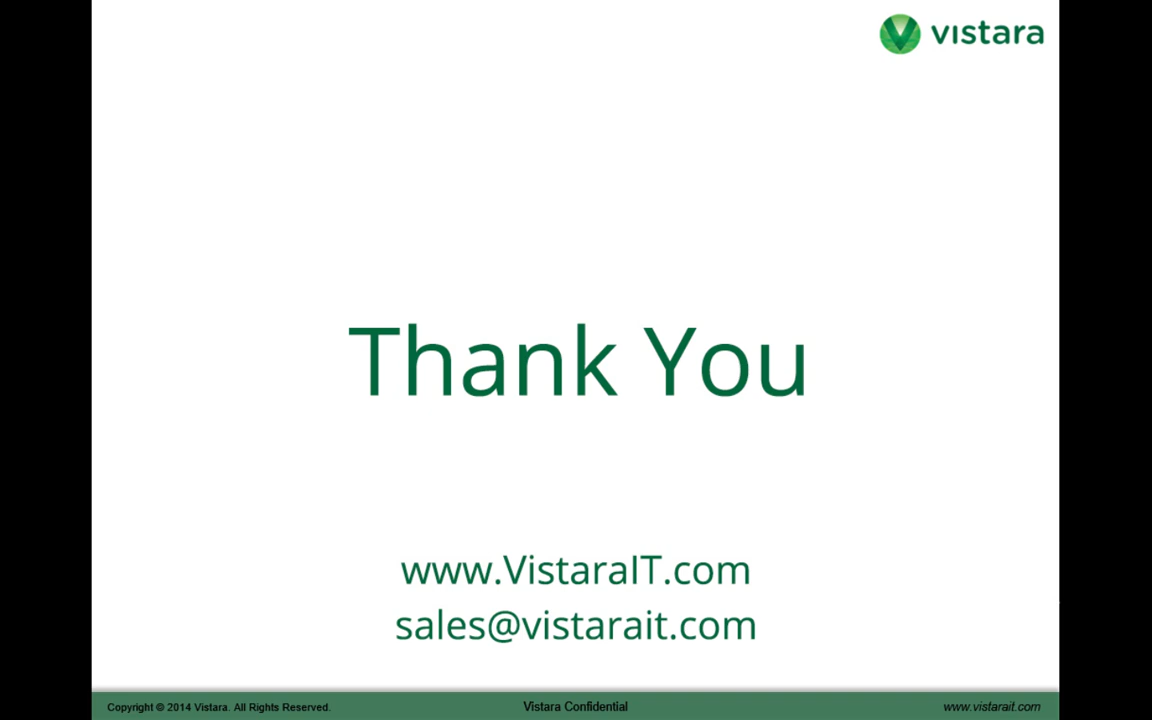 vistara
Thank You
www.VistaraIT.com
sales@vistarait.com
Copyright © 2014 Vistara. All Rights Reserved.
Vistara Confidential
www.vistarait.com